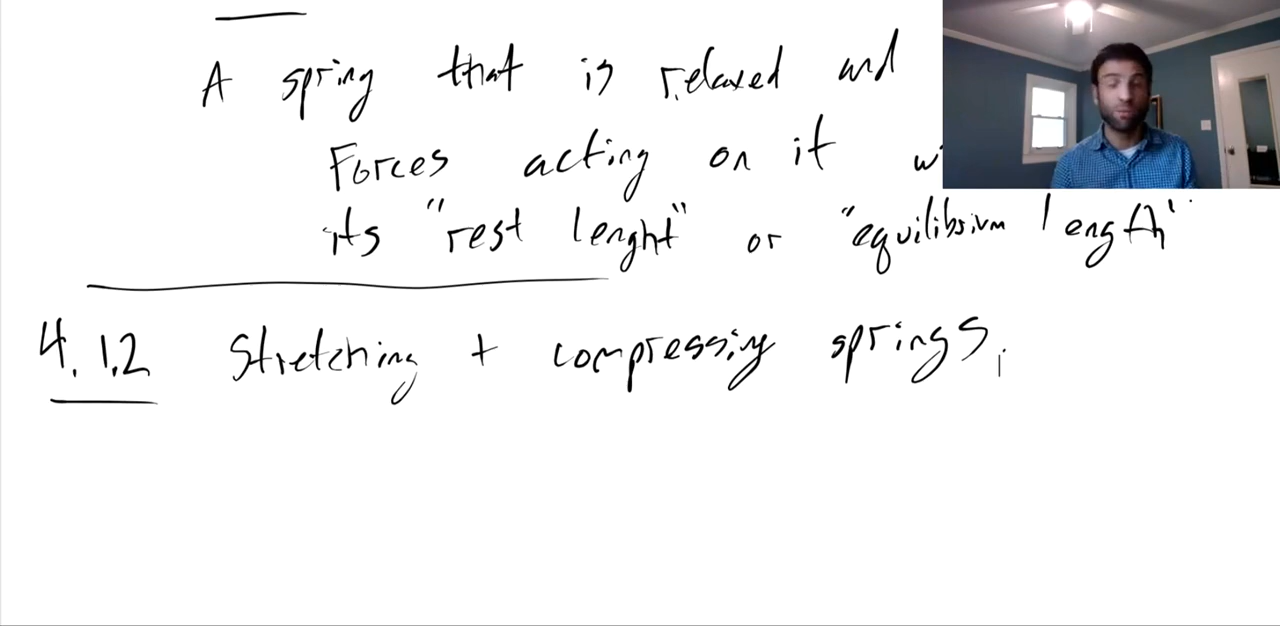 A spring that is relaxed and
Forces acting on it
its "rest lenght" or "equilibrium length"
4.1.2 Stretching + compressing springs